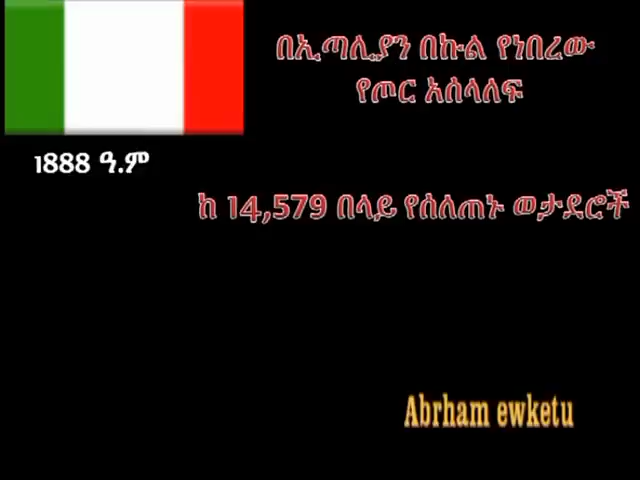 በኢጣሊያን በኩል የነበረው
የጦር አሰላለፍ
1888 ዓ.ም
ከ 14,579 በላይ የሰለጠኑ ወታደሮች
Abrham ewketu